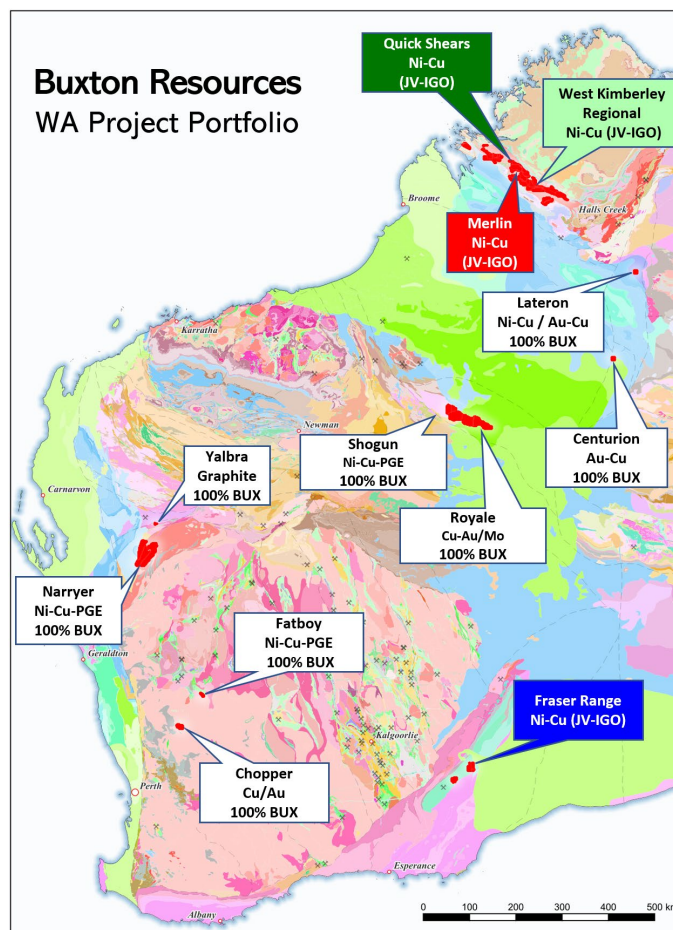 Buxton Resources
WA Project Portfolio
Quick Shears
Ni-Cu
(JV-IGO)
West Kimberley
Regional
Ni-Cu (JV-IGO)
Broome
Halls Creek
Merlin
Ni-Cu
(JV-IGO)
Lateron
Ni-Cu / Au-Cu
100% BUX
Karratha
Newman
Shogun
Ni-Cu-PGE
100% BUX
Centurion
Au-Cu
100% BUX
Yalbra
Graphite
100% BUX
Carnarvon
Royale
Cu-Au/Mo
100% BUX
Narryer
Ni-Cu-PGE
100% BUX
Fatboy
Ni-Cu-PGE
100% BUX
Geraldton
Fraser Range
Ni-Cu (JV-IGO)
Kalgoorlie
Chopper
Cu/Au
100% BUX
Perth
Esperance
Albany
0 100 200 300 400 500 km